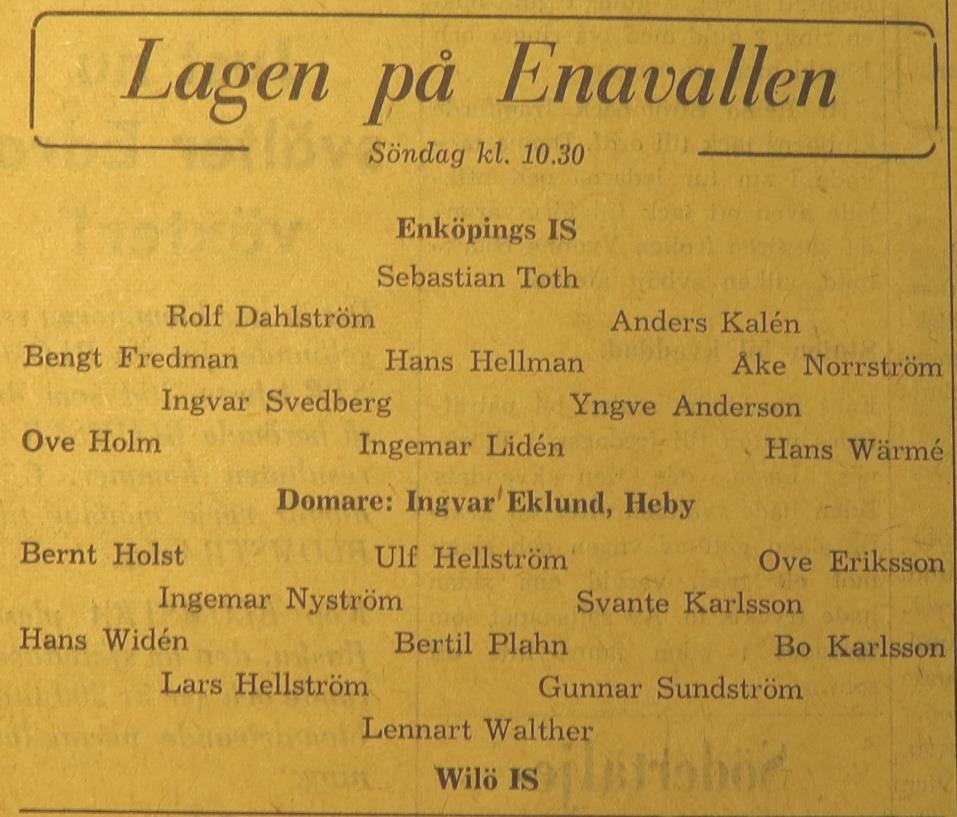 Lagen på Enavallen
Söndag kl. 10.30
Enköpings IS
Sebastian Toth
Rolf Dahlström Anders Kalén
Bengt Fredman Hans Hellman Åke Norrström
Ingvar Svedberg Yngve Anderson
Ove Holm Ingemar Lidén Hans Wärmé
Domare: Ingvar Eklund, Heby
Bernt Holst Ulf Hellström Ove Eriksson
Ingemar Nyström Svante Karlsson
Hans Widén Bertil Plahn Bo Karlsson
Lars Hellström Gunnar Sundström
Lennart Walther
Wilö IS